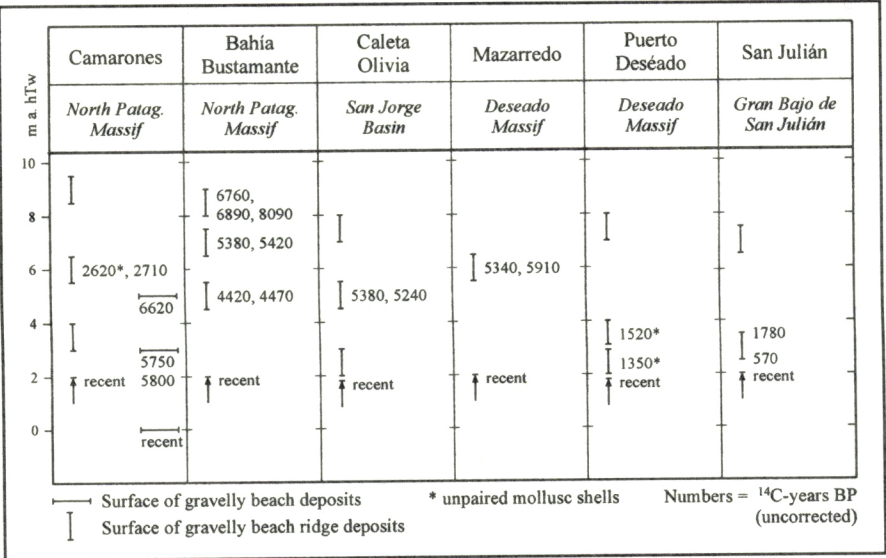 Camarones
Bahía
Bustamante
Caleta
Olivia
Mazarredo
Puerto
Deséado
San Julián
m a. hTw
North Patag.
Massif
North Patag.
Massif
San Jorge
Basin
Deseado
Massif
Deseado
Massif
Gran Bajo de
San Julián
10
8
6
4
2
0
2620*, 2710
6620
5750
5800
recent
recent
6760,
6890, 8090
5380, 5420
4420, 4470
recent
5380, 5240
recent
5340, 5910
recent
1520*
1350*
recent
1780
570
recent
Surface of gravelly beach deposits
* unpaired mollusc shells
Numbers = ¹⁴C-years BP
(uncorrected)
Surface of gravelly beach ridge deposits